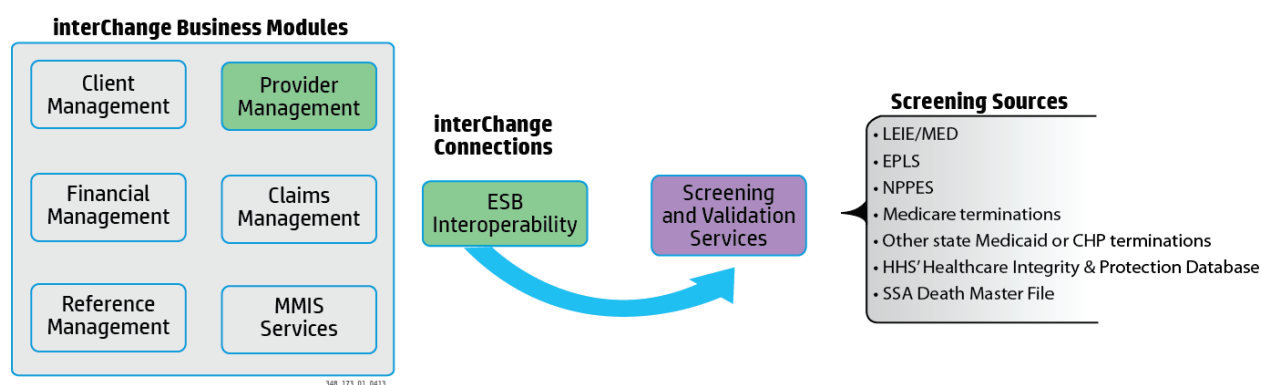 interChange Business Modules
Client
Management
Provider
Management
Financial
Management
Claims
Management
Reference
Management
MMIS
Services
348_173_01_0413
interChange
Connections
ESB
Interoperability
Screening
and Validation
Services
Screening Sources
• LEIE/MED
• EPLS
• NPPES
• Medicare terminations
• Other state Medicaid or CHP terminations
• HHS’ Healthcare Integrity & Protection Database
• SSA Death Master File